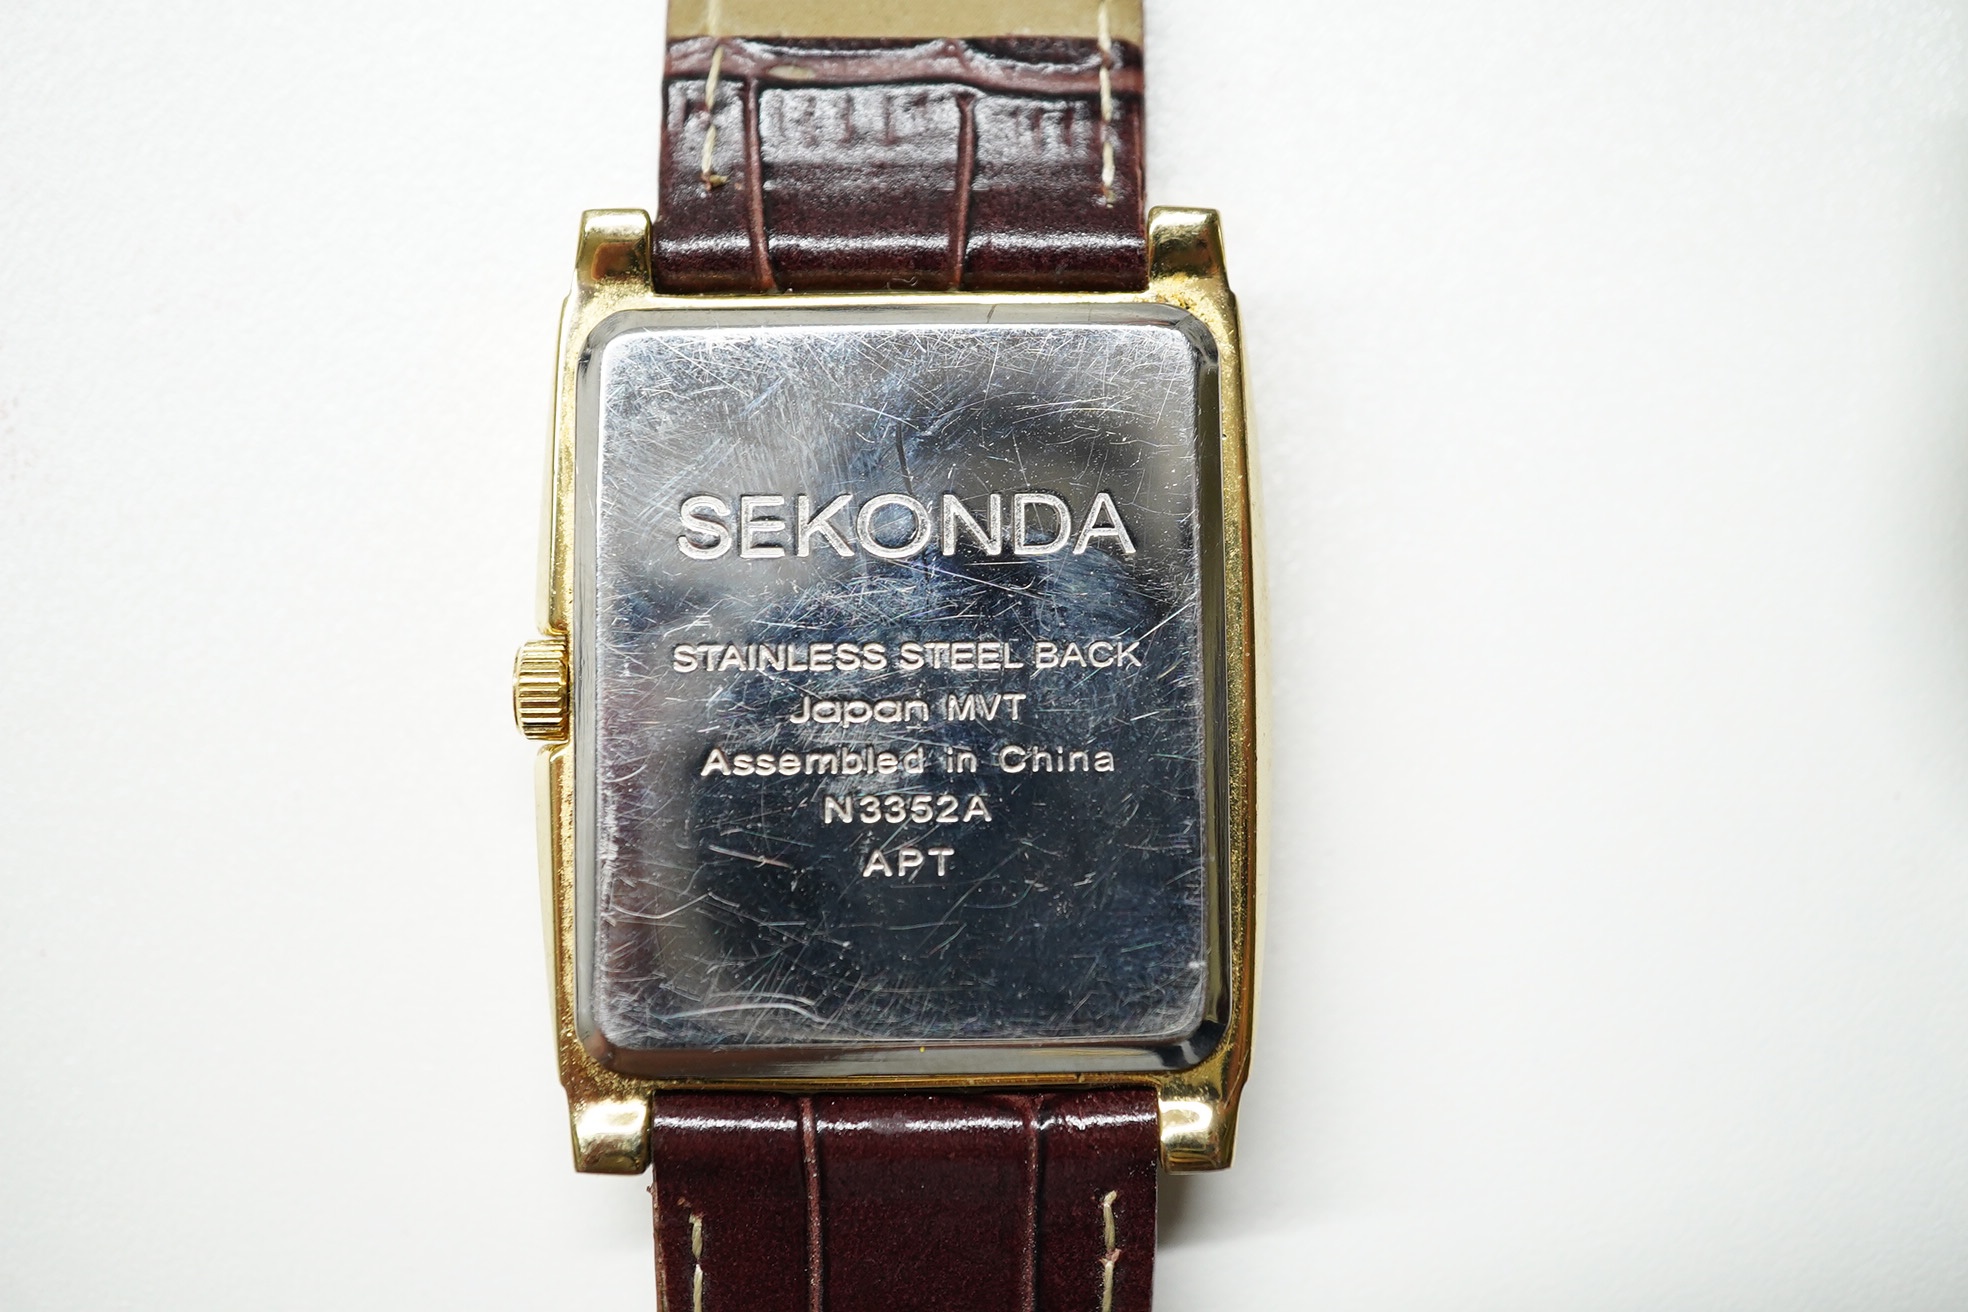 SEKONDA
STAINLESS STEEL BACK
Japan MVT
Assembled in China
N3352A
APT